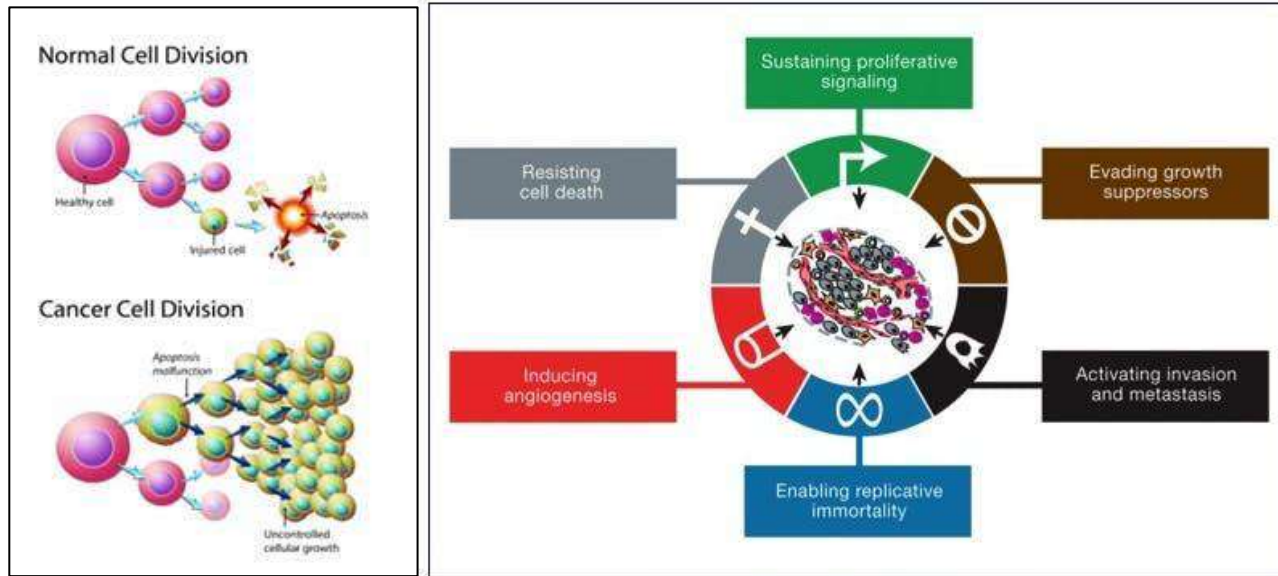 Normal Cell Division
Healthy cell
Apoptosis
Injured cell
Cancer Cell Division
Apoptosis
malfunction
Uncontrolled
cellular growth
Sustaining proliferative
signaling
Resisting
cell death
Evading growth
suppressors
Inducing
angiogenesis
Activating invasion
and metastasis
Enabling replicative
immortality